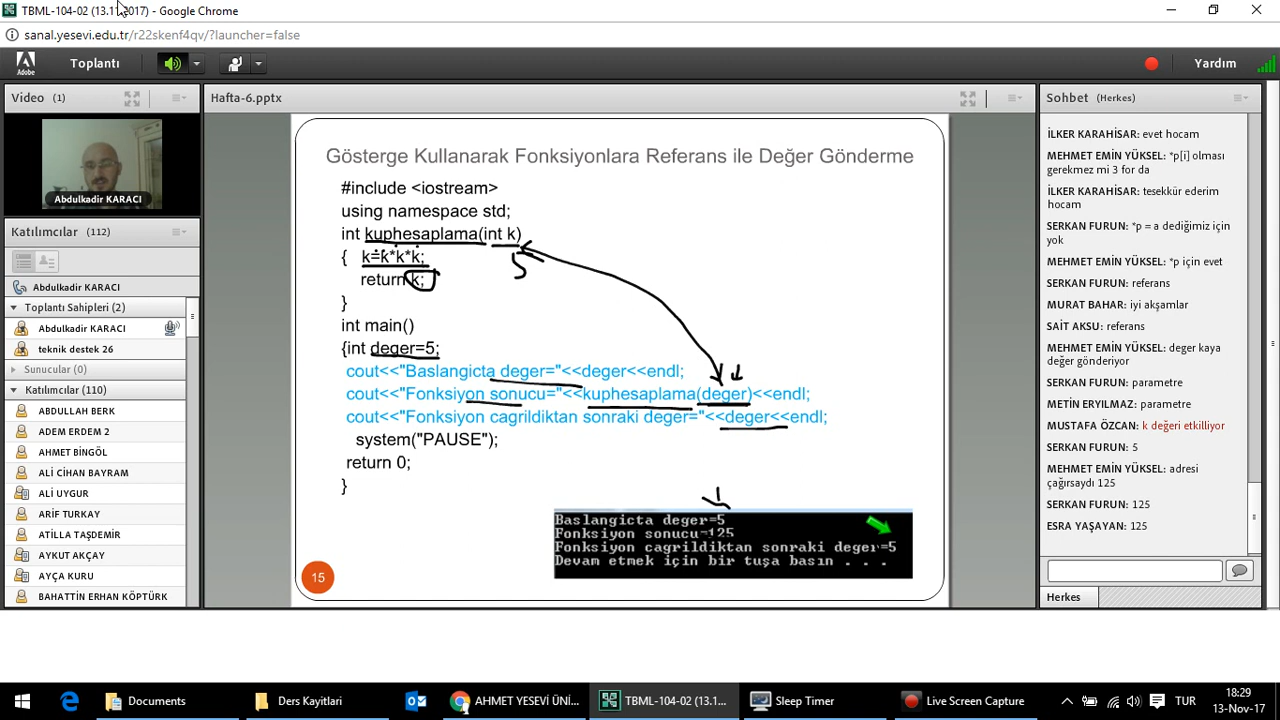 TBML-104-02 (13.11.2017) - Google Chrome
sanal.yesevi.edu.tr/r22skenf4qv/?launcher=false
Adobe
Toplantı
Yardım
Video (1)
Abdulkadir KARACI
Katılımcılar (112)
Abdulkadir KARACI
Toplantı Sahipleri (2)
Abdulkadir KARACI
teknik destek 26
Sunucular (0)
Katılımcılar (110)
ABDULLAH BERK
ADEM ERDEM 2
AHMET BİNGÖL
ALİ CİHAN BAYRAM
ALİ UYGUR
ARİF TURKAY
ATİLLA TAŞDEMİR
AYKUT AKÇAY
AYÇA KURU
BAHATTİN ERHAN KÖPTÜRK
Hafta-6.pptx
Gösterge Kullanarak Fonksiyonlara Referans ile Değer Gönderme
#include <iostream>
using namespace std;
int kuphesaplama(int k)
{ k=k*k*k;
5
return k;
}
int main()
{int deger=5;
cout<<"Baslangicta deger="<<deger<<endl;
cout<<"Fonksiyon sonucu="<<kuphesaplama(deger)<<endl;
cout<<"Fonksiyon cagrildiktan sonraki deger="<<deger<<endl;
system("PAUSE");
return 0;
}
Baslangicta deger=5
Fonksiyon sonucu=125
Fonksiyon cagrildiktan sonraki deger=5
Devam etmek için bir tuşa basın . . .
15
Sohbet (Herkes)
İLKER KARAHİSAR: evet hocam
MEHMET EMİN YÜKSEL: *p[i] olması
gerekmez mi 3 for da
İLKER KARAHİSAR: tesekkür ederim
hocam
SERKAN FURUN: *p = a dediğimiz için
yok
MEHMET EMİN YÜKSEL: *p için evet
SERKAN FURUN: referans
MURAT BAHAR: iyi akşamlar
SAİT AKSU: referans
MEHMET EMİN YÜKSEL: deger kaya
değer gönderiyor
SERKAN FURUN: parametre
METİN ERYILMAZ: parametre
MUSTAFA ÖZCAN: k değeri etkilliyor
SERKAN FURUN: 5
MEHMET EMİN YÜKSEL: adresi
çağırsaydı 125
SERKAN FURUN: 125
ESRA YAŞAYAN: 125
Herkes
Documents
Ders Kayitlari
AHMET YESEVİ ÜNİ...
TBML-104-02 (13.1...
Sleep Timer
Live Screen Capture
TUR
18:29
13-Nov-17